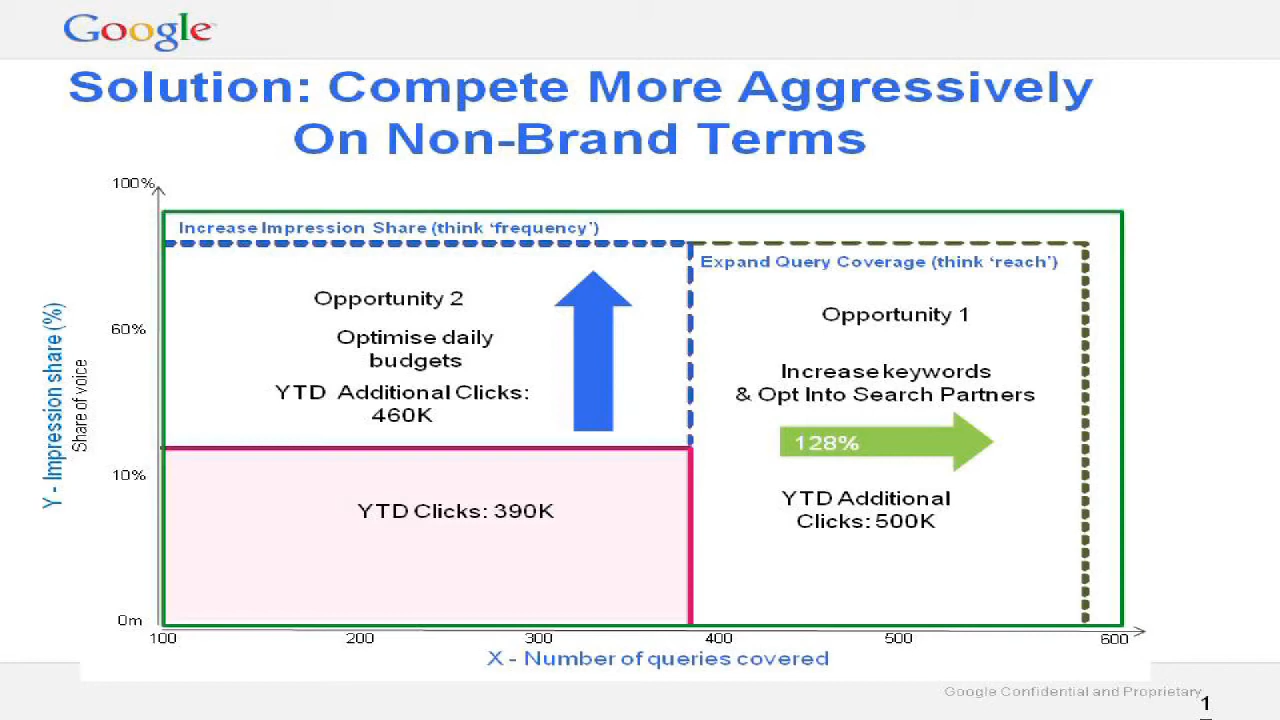 Google
Solution: Compete More Aggressively
On Non-Brand Terms
100%
Increase Impression Share (think ‘frequency’)
Expand Query Coverage (think ‘reach’)
Opportunity 2
Opportunity 1
60%
Optimise daily
budgets
Increase keywords
& Opt Into Search Partners
YTD Additional Clicks:
460K
128%
Y - Impression share (%)
Share of voice
10%
YTD Clicks: 390K
YTD Additional
Clicks: 500K
0m
100
200
300
400
500
600
X - Number of queries covered
Google Confidential and Proprietary
1